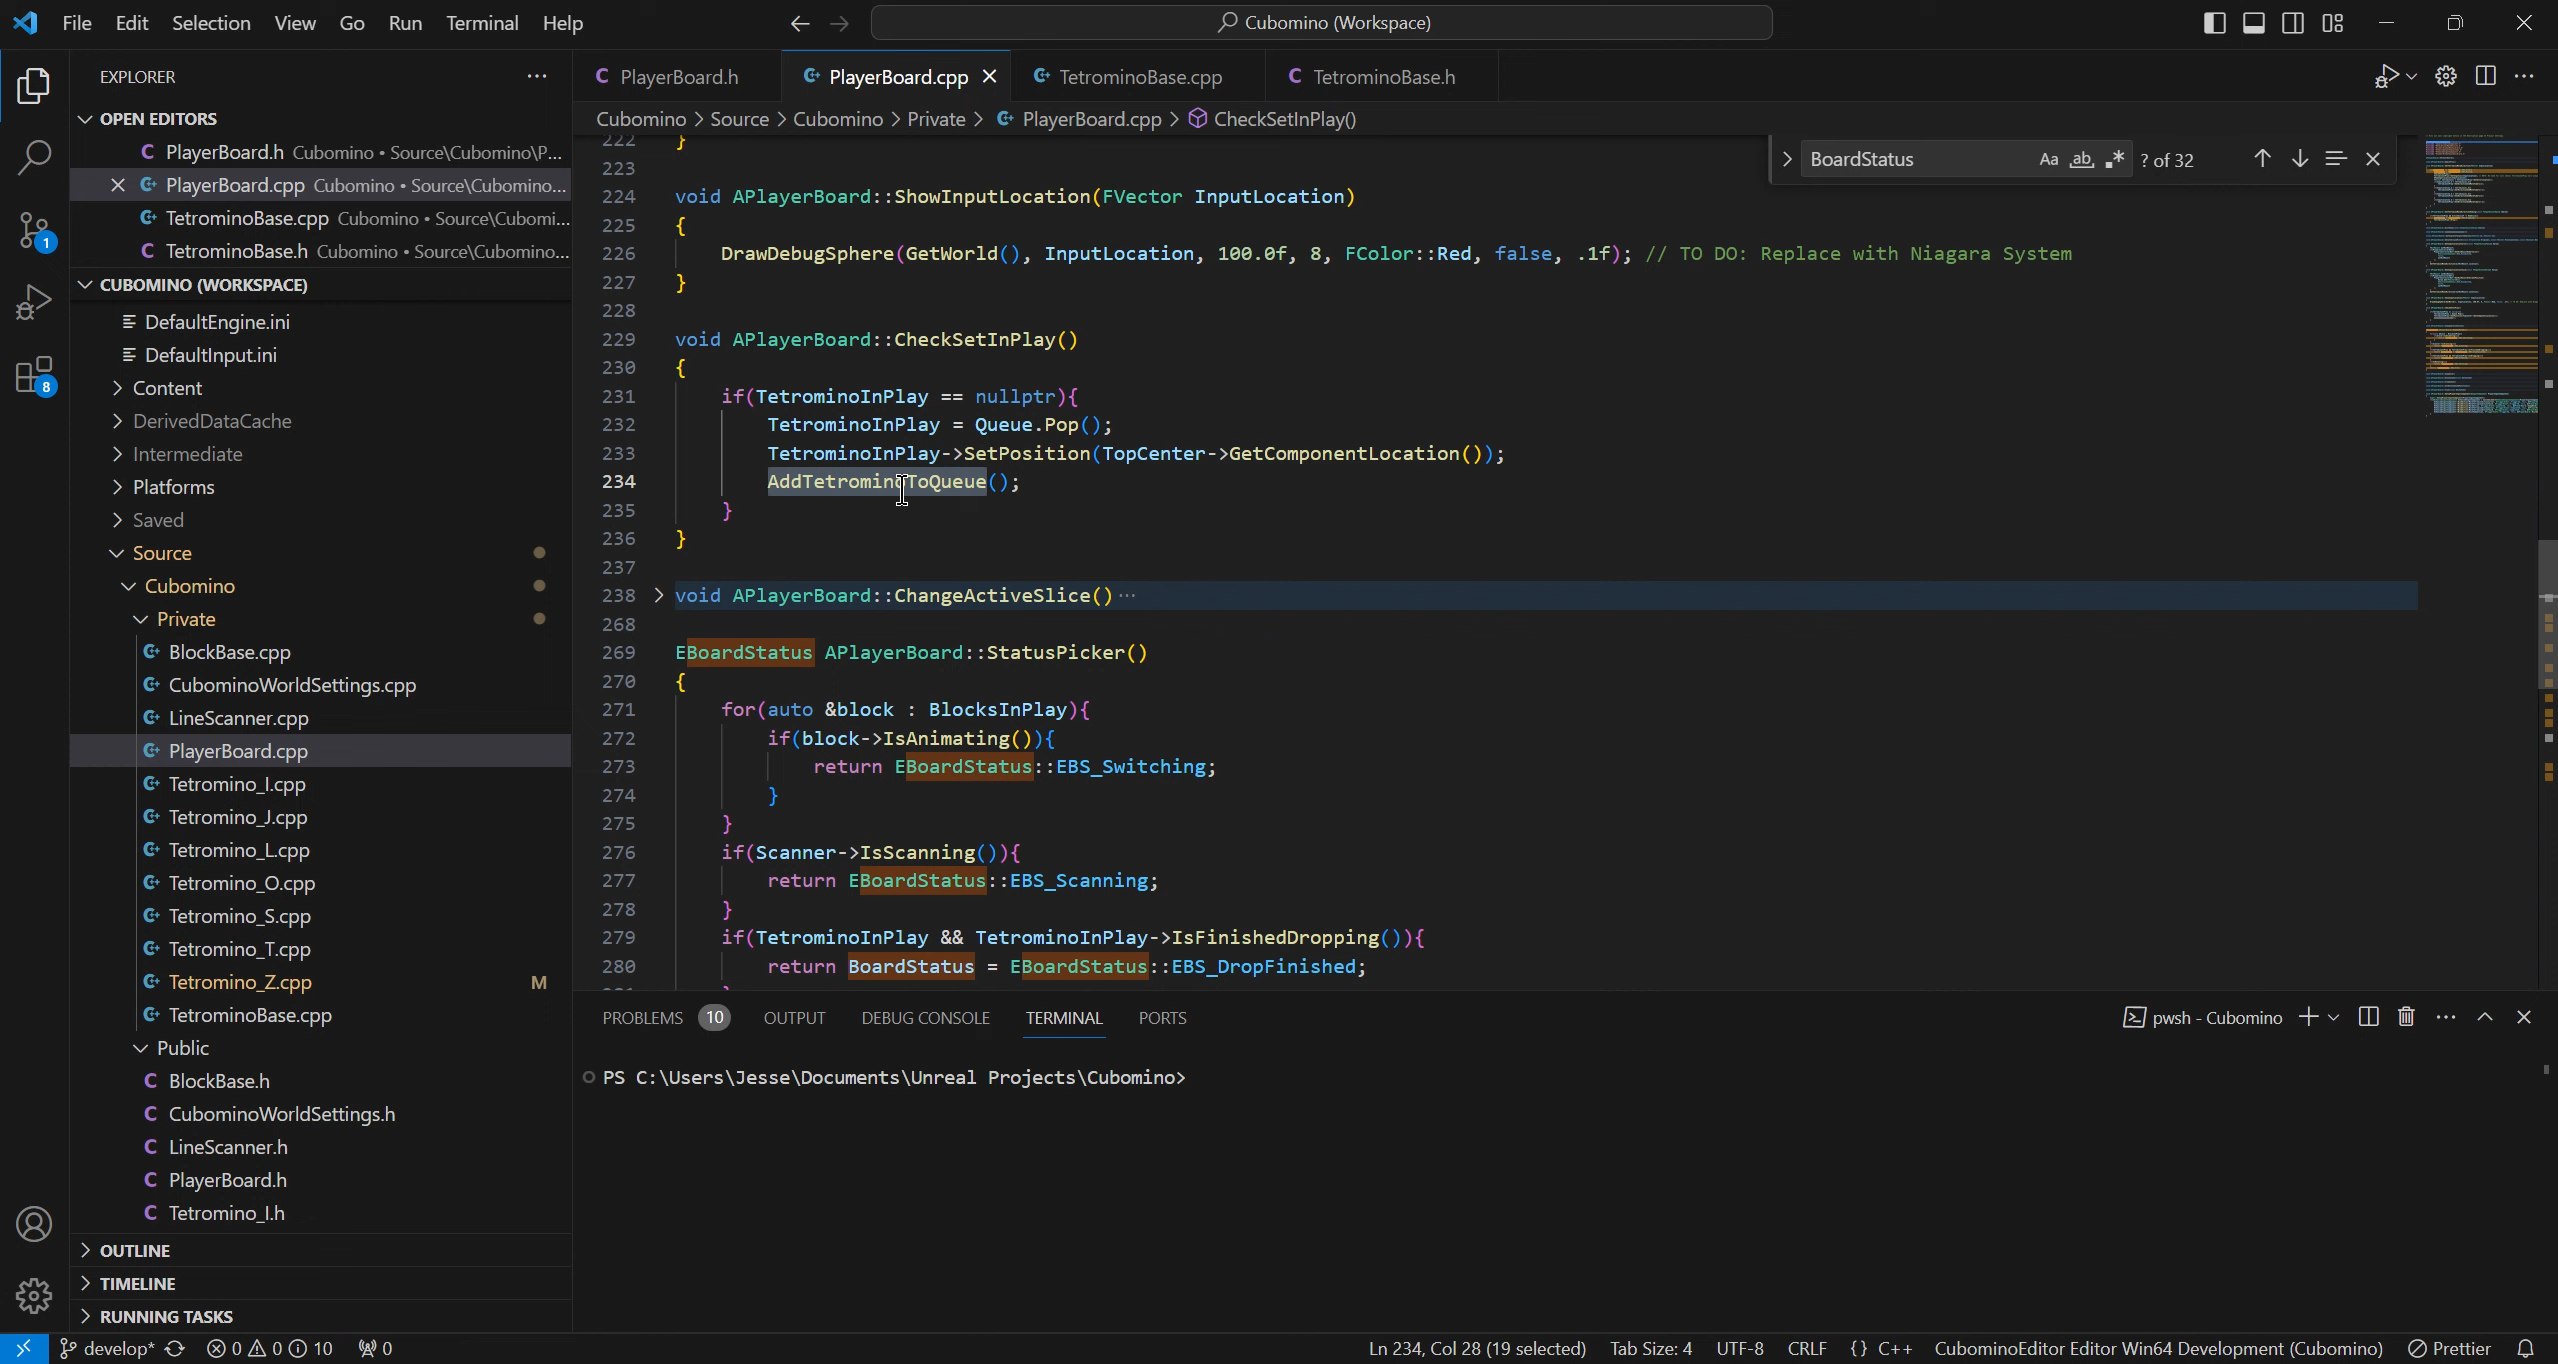 File Edit Selection View Go Run Terminal Help
Cubomino (Workspace)
EXPLORER
OPEN EDITORS
PlayerBoard.h Cubomino • Source\Cubomino\P...
PlayerBoard.cpp Cubomino • Source\Cubomino...
TetrominoBase.cpp Cubomino • Source\Cubomi...
TetrominoBase.h Cubomino • Source\Cubomino...
CUBOMINO (WORKSPACE)
DefaultEngine.ini
DefaultInput.ini
Content
DerivedDataCache
Intermediate
Platforms
Saved
Source
Cubomino
Private
BlockBase.cpp
CubominoWorldSettings.cpp
LineScanner.cpp
PlayerBoard.cpp
Tetromino_I.cpp
Tetromino_J.cpp
Tetromino_L.cpp
Tetromino_O.cpp
Tetromino_S.cpp
Tetromino_T.cpp
Tetromino_Z.cpp M
TetrominoBase.cpp
Public
BlockBase.h
CubominoWorldSettings.h
LineScanner.h
PlayerBoard.h
Tetromino_I.h
OUTLINE
TIMELINE
RUNNING TASKS
1
8
PlayerBoard.h PlayerBoard.cpp TetrominoBase.cpp TetrominoBase.h
Cubomino > Source > Cubomino > Private > PlayerBoard.cpp > CheckSetInPlay()
BoardStatus Aa ab .* ? of 32
222 }
223
224 void APlayerBoard::ShowInputLocation(FVector InputLocation)
225 {
226 DrawDebugSphere(GetWorld(), InputLocation, 100.0f, 8, FColor::Red, false, .1f); // TO DO: Replace with Niagara System
227 }
228
229 void APlayerBoard::CheckSetInPlay()
230 {
231 if(TetrominoInPlay == nullptr){
232 TetrominoInPlay = Queue.Pop();
233 TetrominoInPlay->SetPosition(TopCenter->GetComponentLocation());
234 AddTetrominoToQueue();
235 }
236 }
237
238 void APlayerBoard::ChangeActiveSlice() ...
268
269 EBoardStatus APlayerBoard::StatusPicker()
270 {
271 for(auto &block : BlocksInPlay){
272 if(block->IsAnimating()){
273 return EBoardStatus::EBS_Switching;
274 }
275 }
276 if(Scanner->IsScanning()){
277 return EBoardStatus::EBS_Scanning;
278 }
279 if(TetrominoInPlay && TetrominoInPlay->IsFinishedDropping()){
280 return BoardStatus = EBoardStatus::EBS_DropFinished;
PROBLEMS 10 OUTPUT DEBUG CONSOLE TERMINAL PORTS
pwsh - Cubomino
PS C:\Users\Jesse\Documents\Unreal Projects\Cubomino>
develop* 0 0 10 0
Ln 234, Col 28 (19 selected) Tab Size: 4 UTF-8 CRLF {} C++ CubominoEditor Editor Win64 Development (Cubomino) Prettier